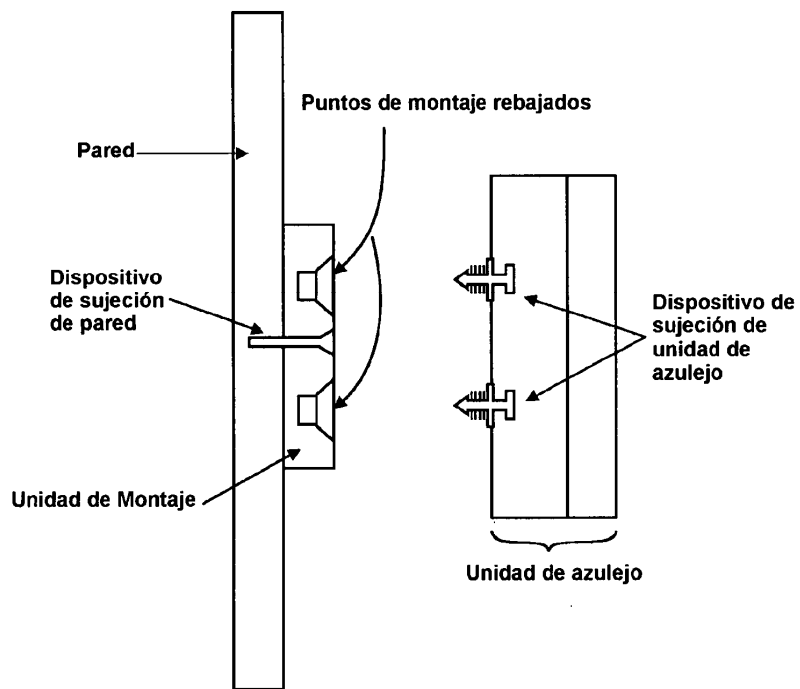 Puntos de montaje rebajados
Pared
Dispositivo
de sujeción
de pared
Dispositivo de
sujeción de
unidad de
azulejo
Unidad de Montaje
Unidad de azulejo